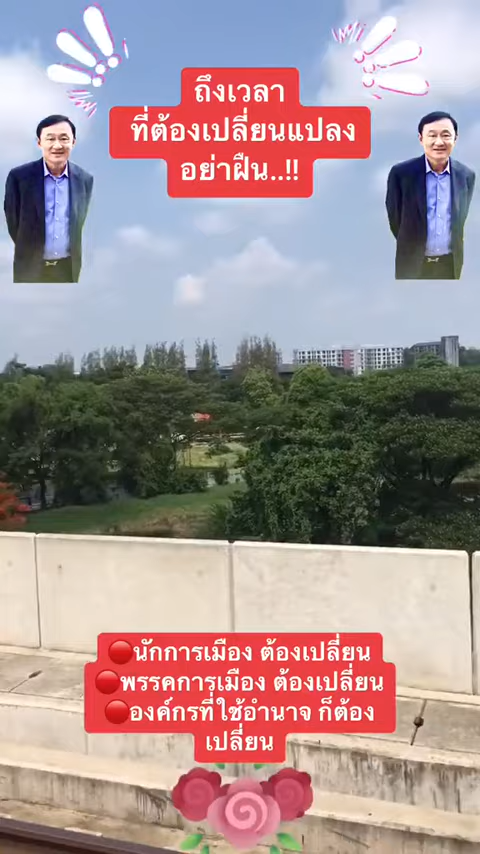 ถึงเวลา
ที่ต้องเปลี่ยนแปลง
อย่าฝืน..!!
🔴นักการเมือง ต้องเปลี่ยน
🔴พรรคการเมือง ต้องเปลี่ยน
🔴องค์กรที่ใช้อำนาจ ก็ต้อง
เปลี่ยน